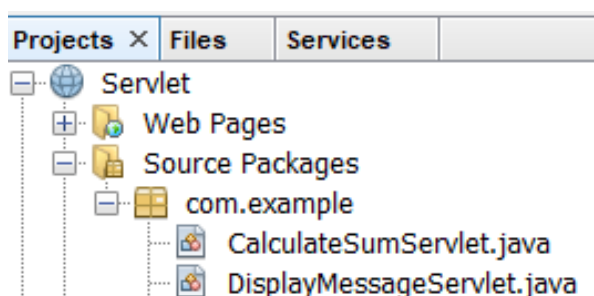 Projects × Files Services
Servlet
Web Pages
Source Packages
com.example
CalculateSumServlet.java
DisplayMessageServlet.java